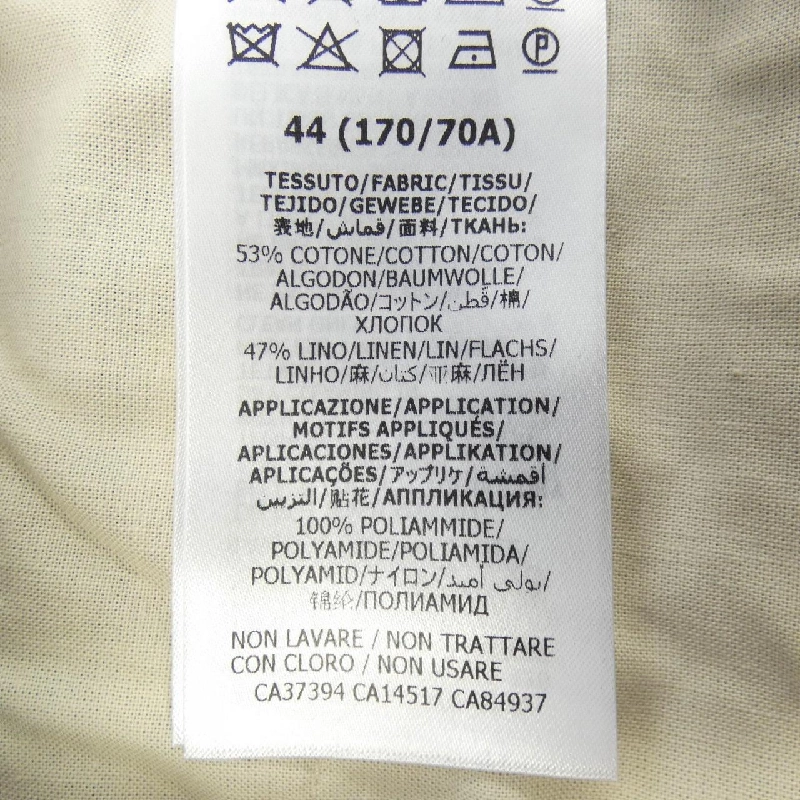 P
44 (170/70A)
TESSUTO/FABRIC/TISSU/
TEJIDO/GEWEBE/TECIDO/
表地/قماش/面料/ТКАНЬ:
53% COTONE/COTTON/COTON/
ALGODON/BAUMWOLLE/
ALGODÃO/コットン/قطن/棉/
ХЛОПОК
47% LINO/LINEN/LIN/FLACHS/
LINHO/麻/كتان/亚麻/ЛЁН
APPLICAZIONE/APPLICATION/
MOTIFS APPLIQUÉS/
APLICACIONES/APPLIKATION/
APLICAÇÕES/アップリケ/أقمشة
التزيين/贴花/АППЛИКАЦИЯ:
100% POLIAMMIDE/
POLYAMIDE/POLIAMIDA/
POLYAMID/ナイロン/بولي أميد/
锦纶/ПОЛИАМИД
NON LAVARE / NON TRATTARE
CON CLORO / NON USARE
CA37394 CA14517 CA84937